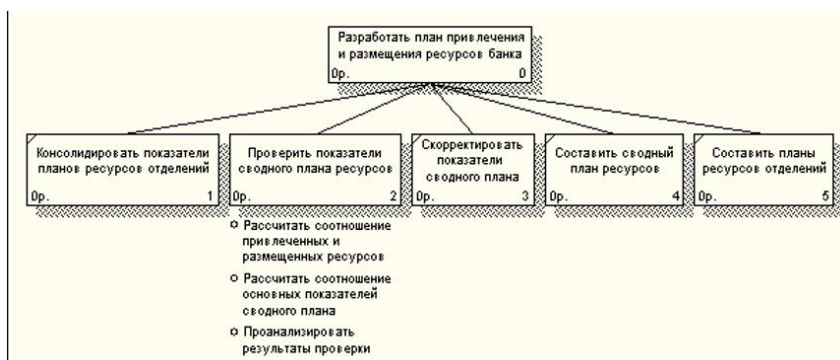 Разработать план привлечения
и размещения ресурсов банка
0р. 0
Консолидировать показатели
планов ресурсов отделений
0р. 1
Проверить показатели
сводного плана ресурсов
0р. 2
Скорректировать
показатели
сводного плана
0р. 3
Составить сводный
план ресурсов
0р. 4
Составить планы
ресурсов отделений
0р. 5
Рассчитать соотношение
привлеченных и
размещенных ресурсов
Рассчитать соотношение
основных показателей
сводного плана
Проанализировать
результаты проверки